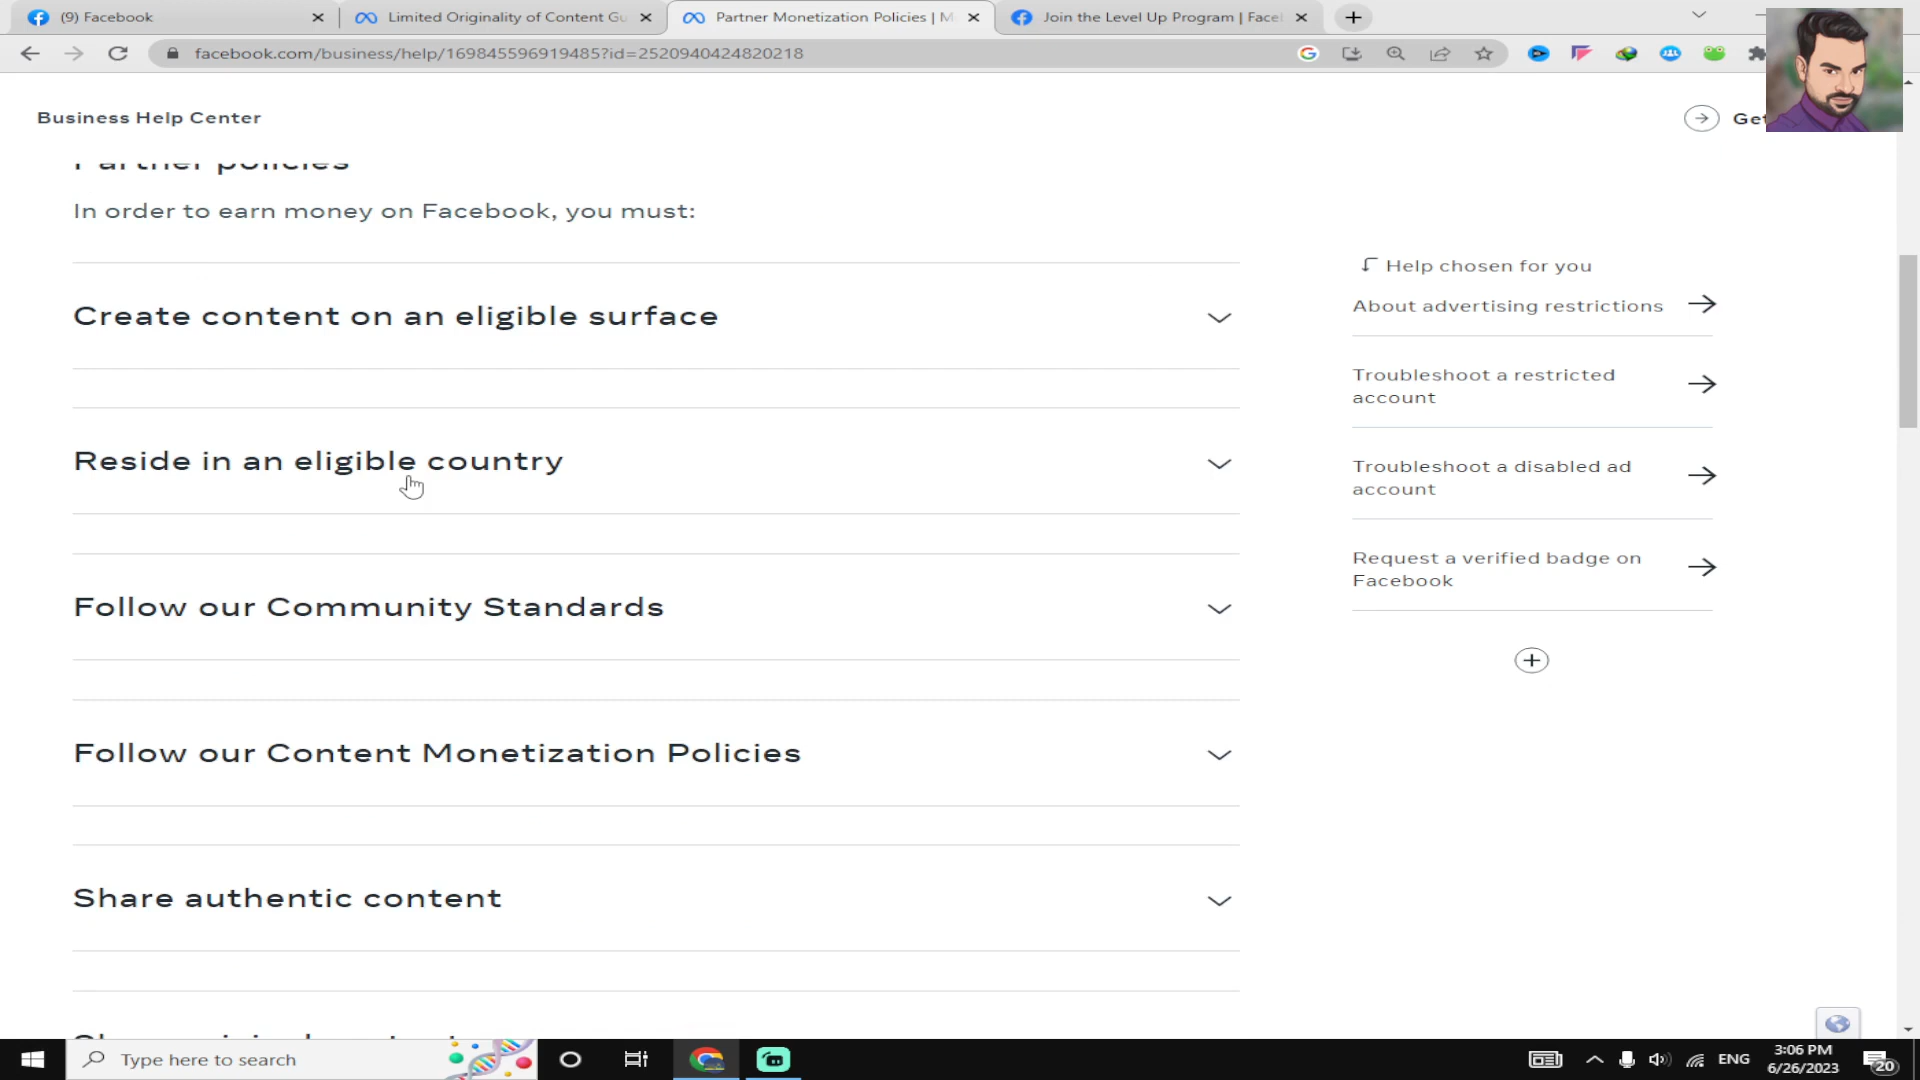 (9) Facebook
Limited Originality of Content Gu
Partner Monetization Policies | M
Join the Level Up Program | Face
facebook.com/business/help/169845596919485?id=2520940424820218
Business Help Center
Get
Partner policies
In order to earn money on Facebook, you must:
Create content on an eligible surface
Reside in an eligible country
Follow our Community Standards
Follow our Content Monetization Policies
Share authentic content
Help chosen for you
About advertising restrictions
Troubleshoot a restricted
account
Troubleshoot a disabled ad
account
Request a verified badge on
Facebook
Type here to search
ENG
3:06 PM
6/26/2023
20